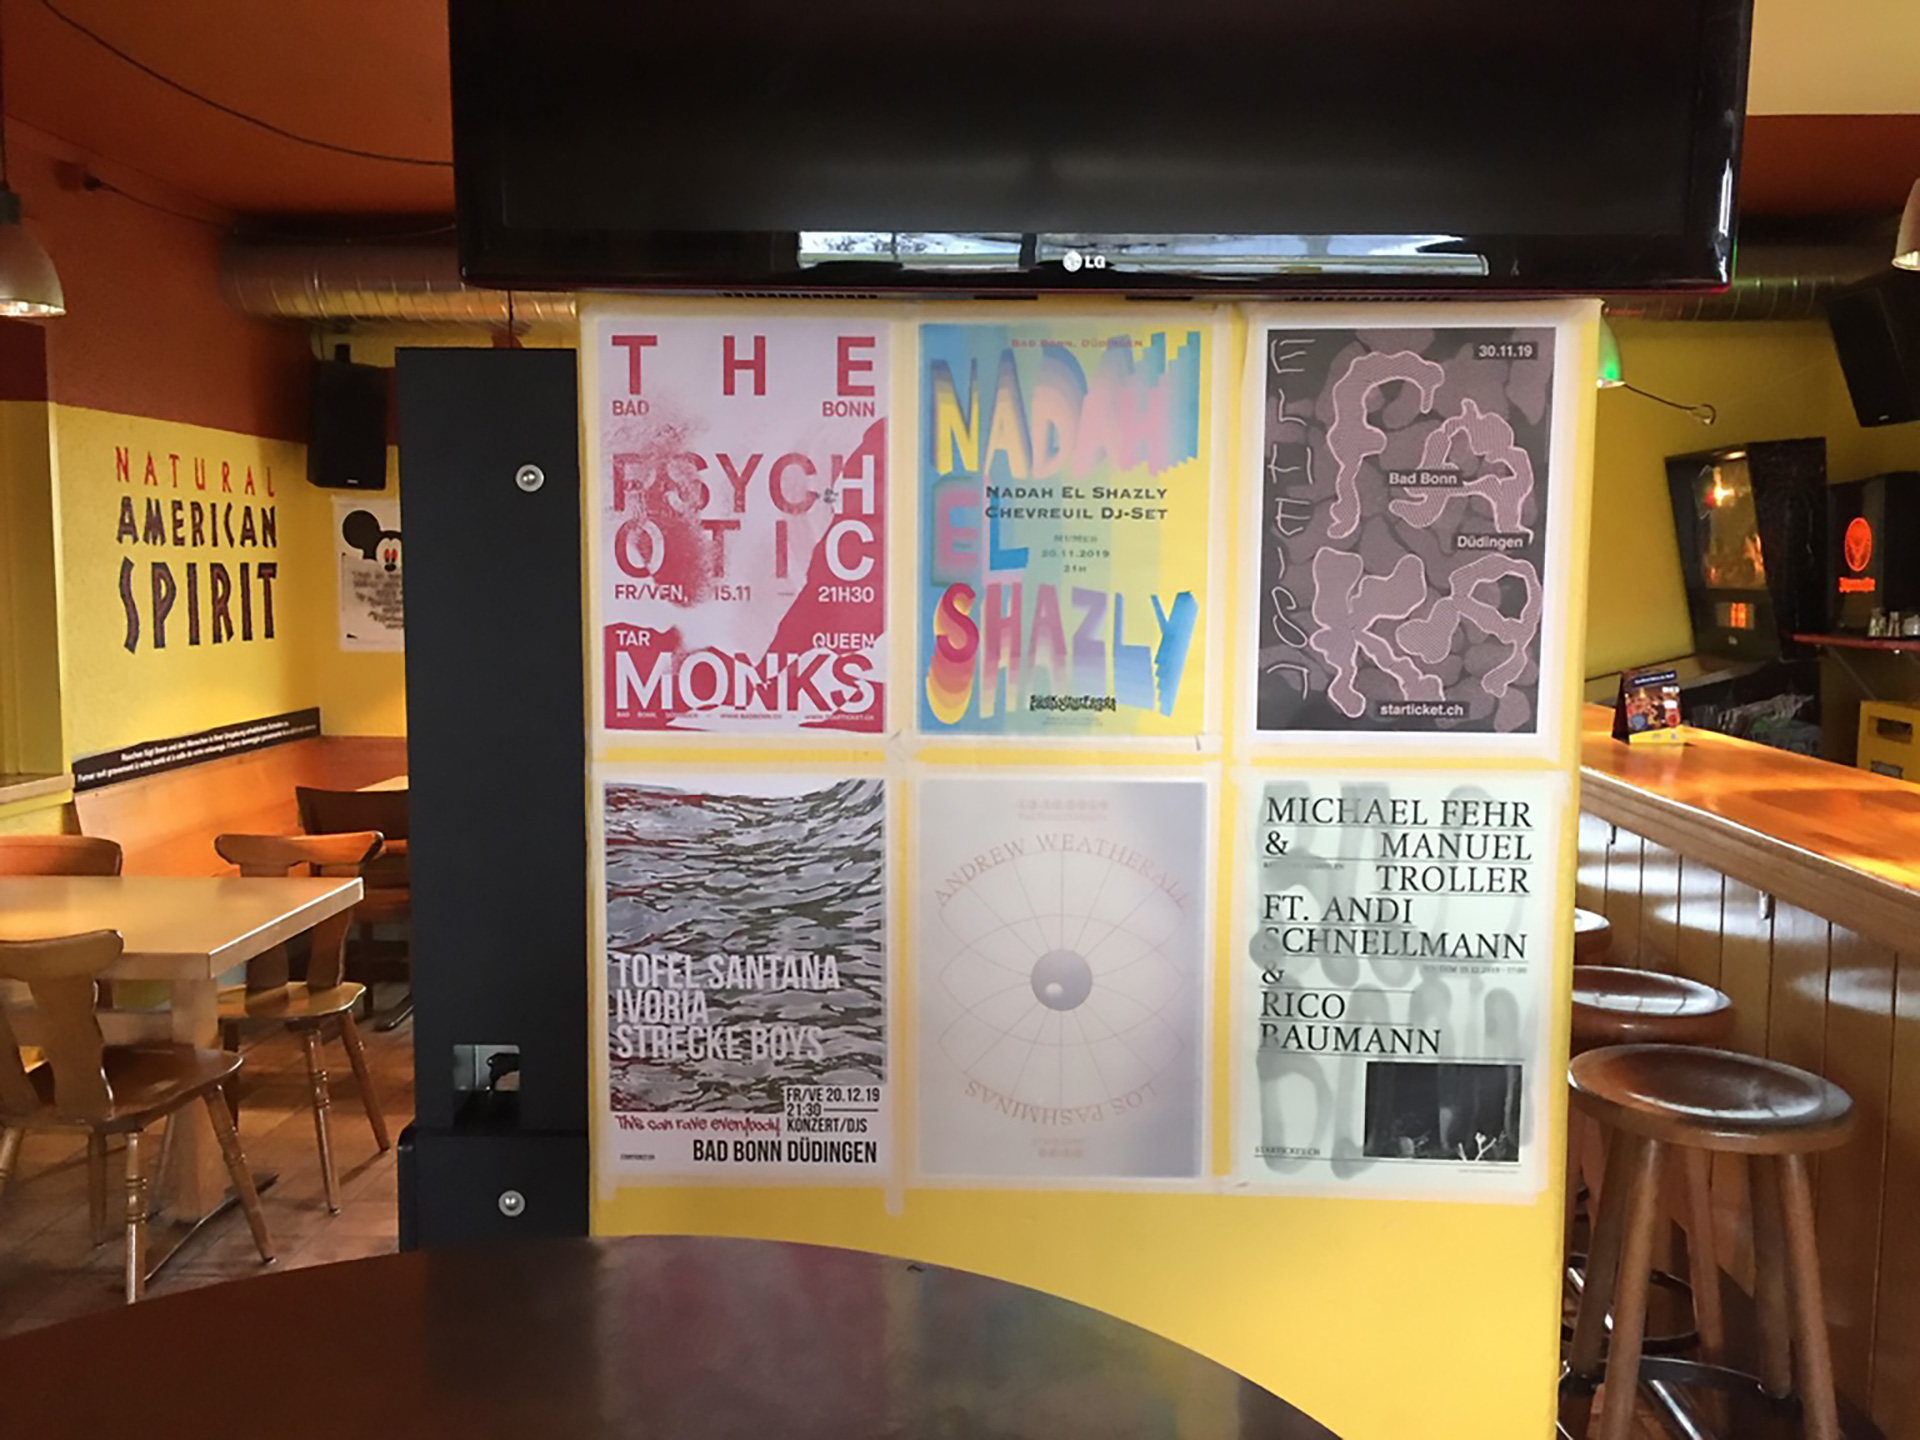 LG
NATURAL
AMERICAN
SPIRIT
THE
BAD BONN
PSYCH
OTIC
FR/VEN, 15.11 21H30
TAR QUEEN
MONKS
BAD BONN, DÜDINGEN
NADAH
EL
SHAZLY
NADAH EL SHAZLY
CHEVREUIL DJ-SET
20.11.2019
21H
SüdKulturFonds
30.11.19
Bad Bonn
Düdingen
starticket.ch
TOFEL SANTANA
IVORIA
STRECKE BOYS
FR/VE 20.12.19
21:30
KONZERT/DJS
This can rave everybody
BAD BONN DÜDINGEN
ANDREW WEATHERALL
LOS PASHMINAS
MICHAEL FEHR
& MANUEL
TROLLER
FT. ANDI
SCHNELLMANN
&
RICO
BAUMANN
STARTICKET.CH